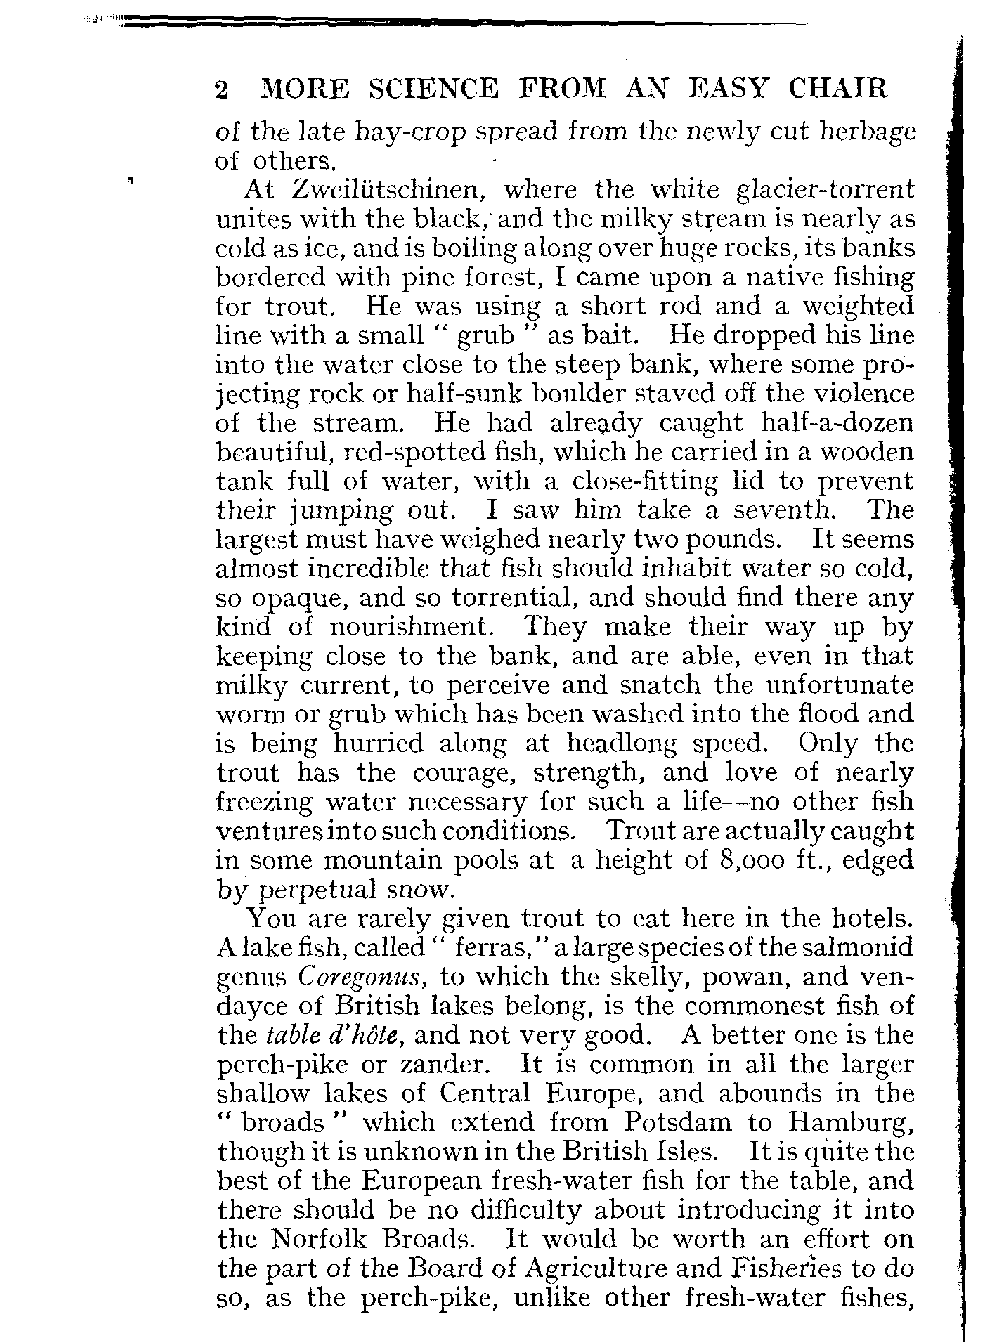 2 MORE SCIENCE FROM AN EASY CHAIR
of the late hay-crop spread from the newly cut herbage
of others.
At Zweilütschinen, where the white glacier-torrent
unites with the black, and the milky stream is nearly as
cold as ice, and is boiling along over huge rocks, its banks
bordered with pine forest, I came upon a native fishing
for trout. He was using a short rod and a weighted
line with a small " grub " as bait. He dropped his line
into the water close to the steep bank, where some pro-
jecting rock or half-sunk boulder staved off the violence
of the stream. He had already caught half-a-dozen
beautiful, red-spotted fish, which he carried in a wooden
tank full of water, with a close-fitting lid to prevent
their jumping out. I saw him take a seventh. The
largest must have weighed nearly two pounds. It seems
almost incredible that fish should inhabit water so cold,
so opaque, and so torrential, and should find there any
kind of nourishment. They make their way up by
keeping close to the bank, and are able, even in that
milky current, to perceive and snatch the unfortunate
worm or grub which has been washed into the flood and
is being hurried along at headlong speed. Only the
trout has the courage, strength, and love of nearly
freezing water necessary for such a life--no other fish
ventures into such conditions. Trout are actually caught
in some mountain pools at a height of 8,000 ft., edged
by perpetual snow.
You are rarely given trout to eat here in the hotels.
A lake fish, called " ferras," a large species of the salmonid
genus Coregonus, to which the skelly, powan, and ven-
dayce of British lakes belong, is the commonest fish of
the table d'hôte, and not very good. A better one is the
perch-pike or zander. It is common in all the larger
shallow lakes of Central Europe, and abounds in the
" broads " which extend from Potsdam to Hamburg,
though it is unknown in the British Isles. It is quite the
best of the European fresh-water fish for the table, and
there should be no difficulty about introducing it into
the Norfolk Broads. It would be worth an effort on
the part of the Board of Agriculture and Fisheries to do
so, as the perch-pike, unlike other fresh-water fishes,